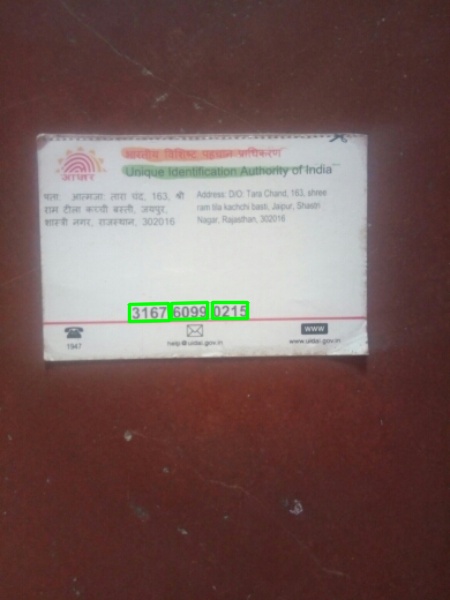 भारतीय विशिष्ट पहचान प्राधिकरण
Unique Identification Authority of India
आधार
पता: आत्मजा: तारा चंद, 163, श्री
राम टीला कच्ची बस्ती, जयपुर,
शास्त्री नगर, राजस्थान, 302016
Address: D/O: Tara Chand, 163, shree
ram tila kachchi basti, Jaipur, Shastri
Nagar, Rajasthan, 302016
3167 6099 0215
1947
help@uidai.gov.in
www
www.uidai.gov.in